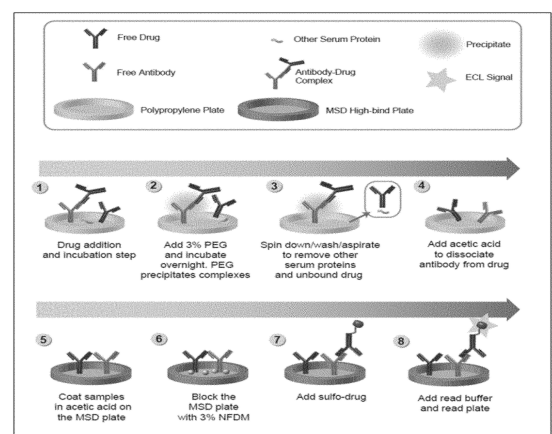 Free Drug
Other Serum Protein
Precipitate
Free Antibody
Antibody-Drug
Complex
ECL Signal
Polypropylene Plate
MSD High-bind Plate
1
2
3
4
Drug addition
and incubation step
Add 3% PEG
and incubate
overnight. PEG
precipitates complexes
Spin down/wash/aspirate
to remove other
serum proteins
and unbound drug
Add acetic acid
to dissociate
antibody from drug
5
6
7
8
Coat samples
in acetic acid on
the MSD plate
Block the
MSD plate
with 3% NFDM
Add sulfo-drug
Add read buffer
and read plate